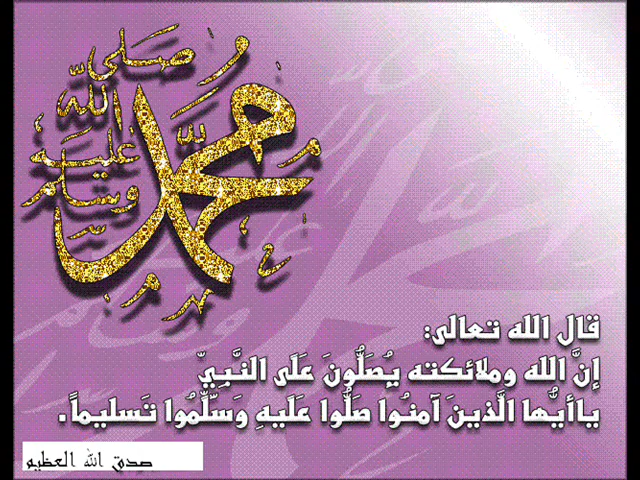 محمد
صلى
الله
عليه
وسلم
قال الله تعالى:
إنَّ الله وملائكته يُصَلُّونَ عَلَى النَّبِيِّ
ياأيُّها الَّذينَ آمنُوا صَلُّوا عَليهِ وَسَلِّمُوا تَسليماً.
صدق الله العظيم